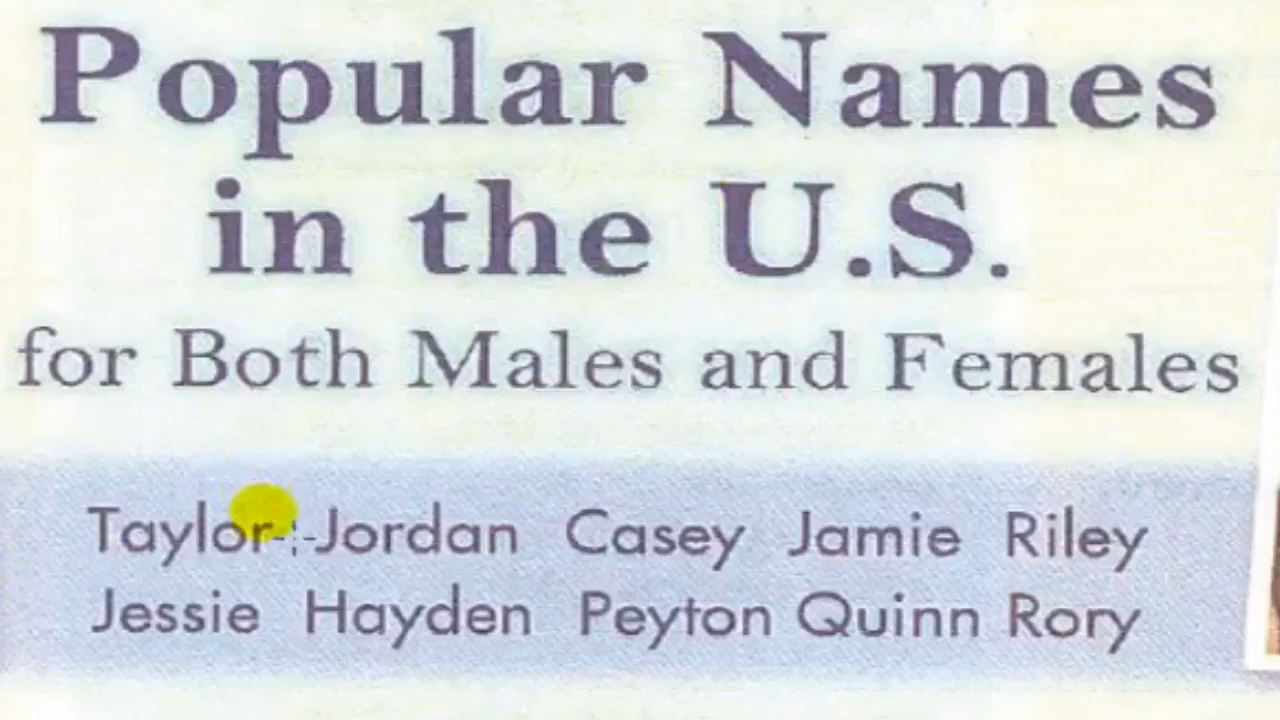 Popular Names
in the U.S.
for Both Males and Females
Taylor Jordan Casey Jamie Riley
Jessie Hayden Peyton Quinn Rory